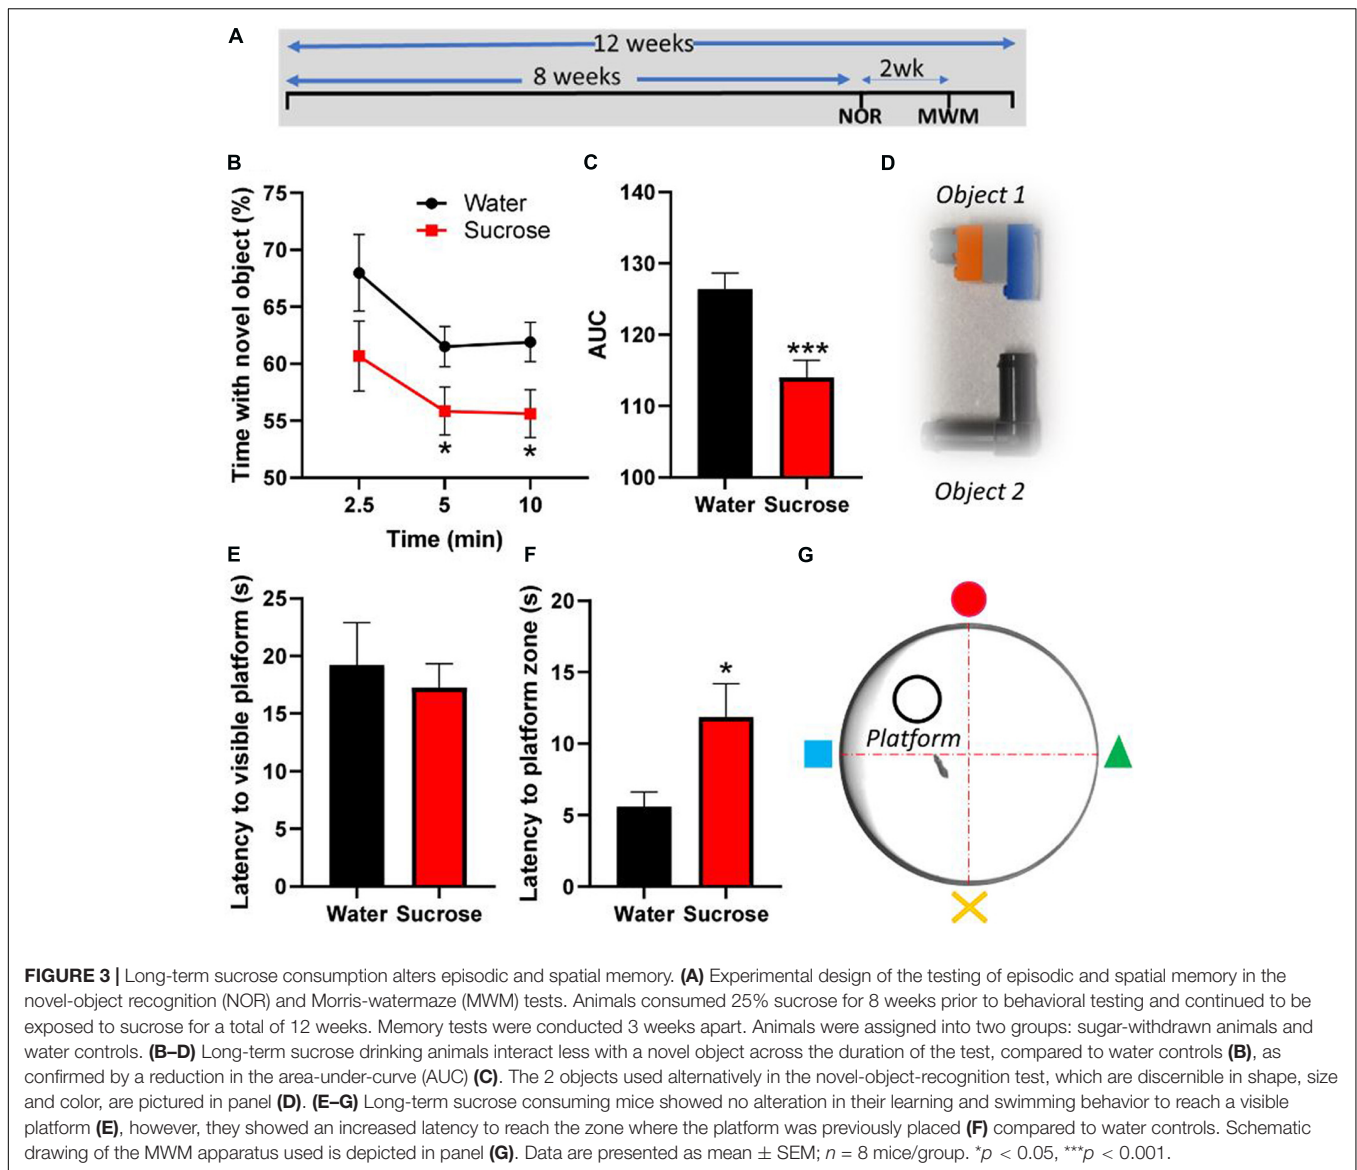 A
12 weeks
8 weeks
2wk
NOR
MWM
B
Time with novel object (%)
75
70
65
60
55
50
Water
Sucrose
*
*
2.5
5
10
Time (min)
C
AUC
140
130
120
110
100
***
Water Sucrose
D
Object 1
Object 2
E
Latency to visible platform (s)
25
20
15
10
5
0
Water Sucrose
F
Latency to platform zone (s)
20
15
10
5
0
*
Water Sucrose
G
Platform
FIGURE 3 | Long-term sucrose consumption alters episodic and spatial memory. (A) Experimental design of the testing of episodic and spatial memory in the
novel-object recognition (NOR) and Morris-watermaze (MWM) tests. Animals consumed 25% sucrose for 8 weeks prior to behavioral testing and continued to be
exposed to sucrose for a total of 12 weeks. Memory tests were conducted 3 weeks apart. Animals were assigned into two groups: sugar-withdrawn animals and
water controls. (B–D) Long-term sucrose drinking animals interact less with a novel object across the duration of the test, compared to water controls (B), as
confirmed by a reduction in the area-under-curve (AUC) (C). The 2 objects used alternatively in the novel-object-recognition test, which are discernible in shape, size
and color, are pictured in panel (D). (E–G) Long-term sucrose consuming mice showed no alteration in their learning and swimming behavior to reach a visible
platform (E), however, they showed an increased latency to reach the zone where the platform was previously placed (F) compared to water controls. Schematic
drawing of the MWM apparatus used is depicted in panel (G). Data are presented as mean ± SEM; n = 8 mice/group. *p < 0.05, ***p < 0.001.